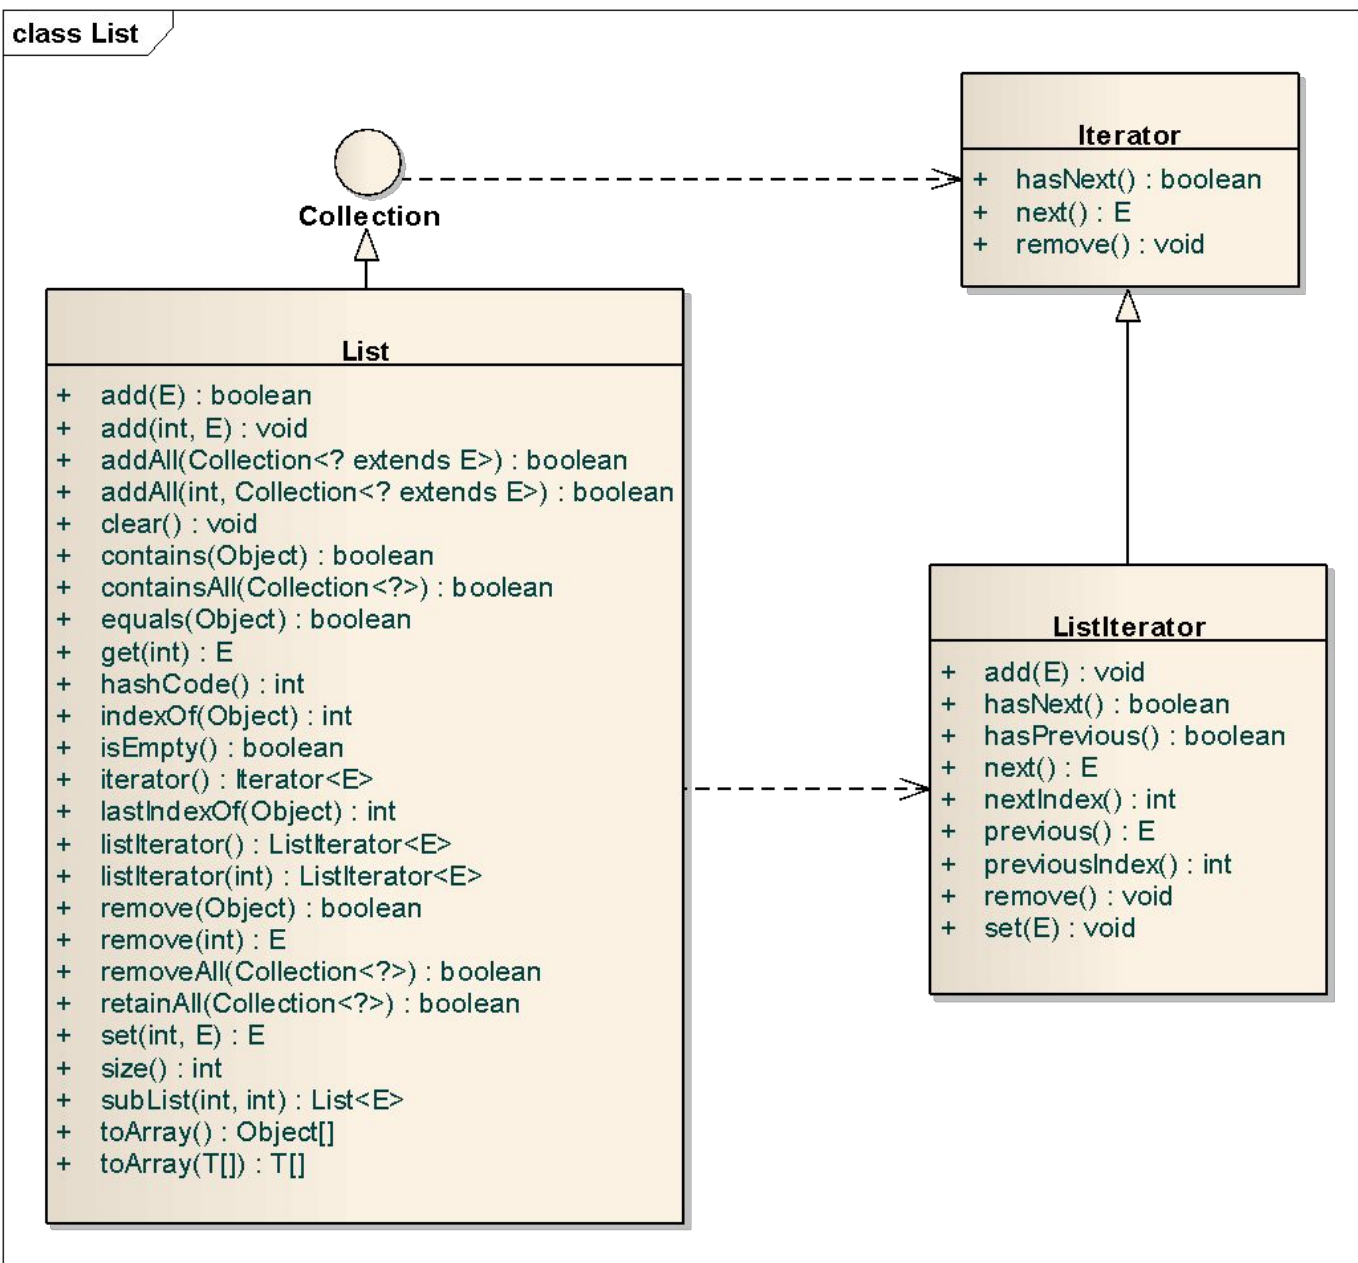 class List
Iterator
+ hasNext() : boolean
+ next() : E
+ remove() : void
Collection
List
+ add(E) : boolean
+ add(int, E) : void
+ addAll(Collection<? extends E>) : boolean
+ addAll(int, Collection<? extends E>) : boolean
+ clear() : void
+ contains(Object) : boolean
+ containsAll(Collection<?>) : boolean
+ equals(Object) : boolean
+ get(int) : E
+ hashCode() : int
+ indexOf(Object) : int
+ isEmpty() : boolean
+ iterator() : Iterator<E>
+ lastIndexOf(Object) : int
+ listIterator() : ListIterator<E>
+ listIterator(int) : ListIterator<E>
+ remove(Object) : boolean
+ remove(int) : E
+ removeAll(Collection<?>) : boolean
+ retainAll(Collection<?>) : boolean
+ set(int, E) : E
+ size() : int
+ subList(int, int) : List<E>
+ toArray() : Object[]
+ toArray(T[]) : T[]
ListIterator
+ add(E) : void
+ hasNext() : boolean
+ hasPrevious() : boolean
+ next() : E
+ nextIndex() : int
+ previous() : E
+ previousIndex() : int
+ remove() : void
+ set(E) : void